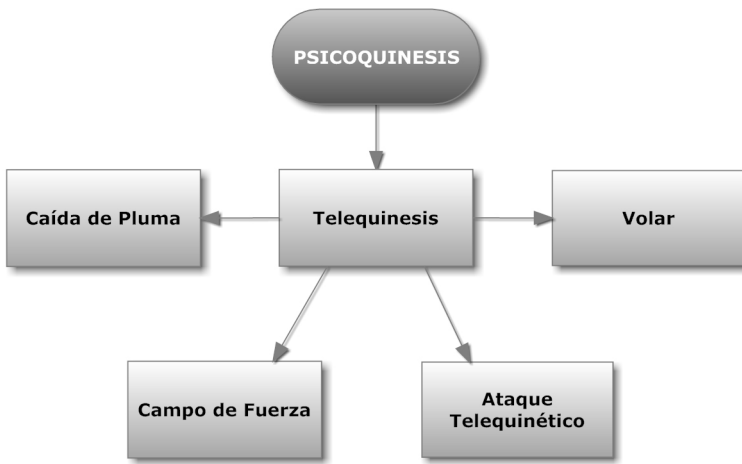 PSICOQUINESIS
Caída de Pluma
Telequinesis
Volar
Campo de Fuerza
Ataque
Telequinético